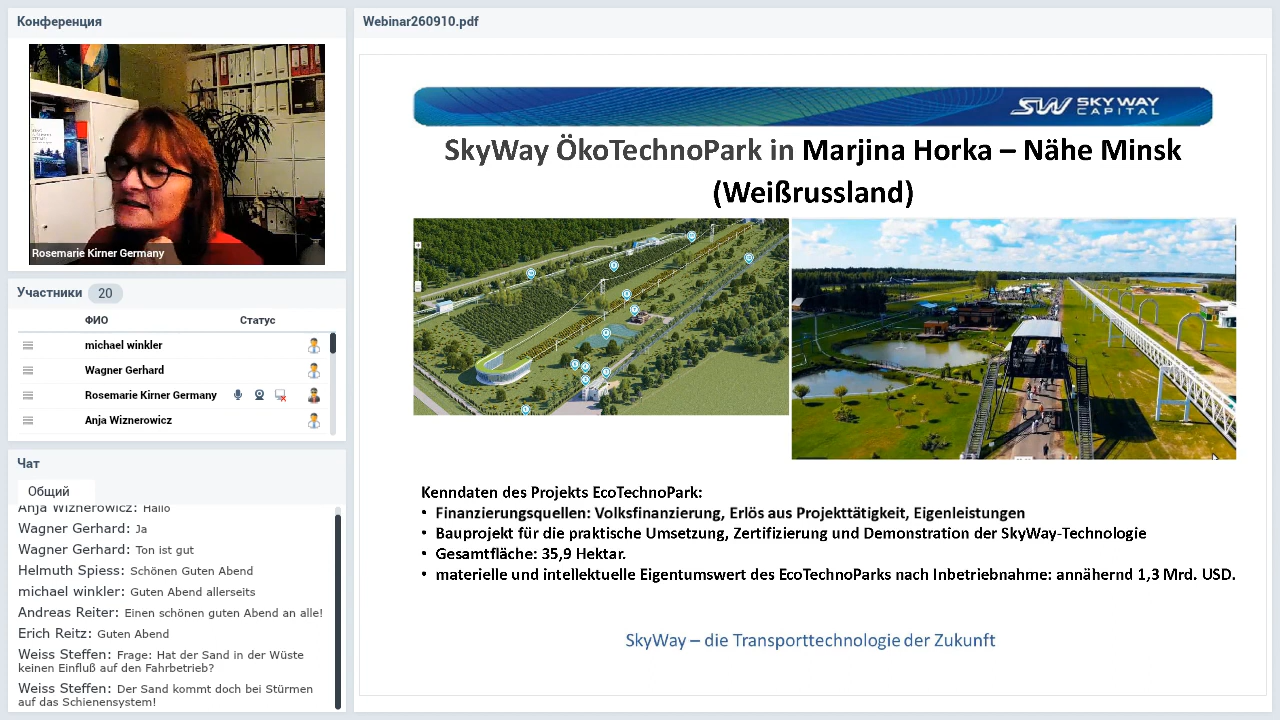 Конференция
Rosemarie Kirner Germany
Участники 20
ФИО Статус
michael winkler
Wagner Gerhard
Rosemarie Kirner Germany
Anja Wiznerowicz
Чат
Общий
Anja Wiznerowicz: Hallo
Wagner Gerhard: Ja
Wagner Gerhard: Ton ist gut
Helmuth Spiess: Schönen Guten Abend
michael winkler: Guten Abend allerseits
Andreas Reiter: Einen schönen guten Abend an alle!
Erich Reitz: Guten Abend
Weiss Steffen: Frage: Hat der Sand in der Wüste
keinen Einfluß auf den Fahrbetrieb?
Weiss Steffen: Der Sand kommt doch bei Stürmen
auf das Schienensystem!
Webinar260910.pdf
SW SKY WAY
CAPITAL
SkyWay ÖkoTechnoPark in Marjina Horka – Nähe Minsk
(Weißrussland)
Kenndaten des Projekts EcoTechnoPark:
• Finanzierungsquellen: Volksfinanzierung, Erlös aus Projekttätigkeit, Eigenleistungen
• Bauprojekt für die praktische Umsetzung, Zertifizierung und Demonstration der SkyWay-Technologie
• Gesamtfläche: 35,9 Hektar.
• materielle und intellektuelle Eigentumswert des EcoTechnoParks nach Inbetriebnahme: annähernd 1,3 Mrd. USD.
SkyWay – die Transporttechnologie der Zukunft